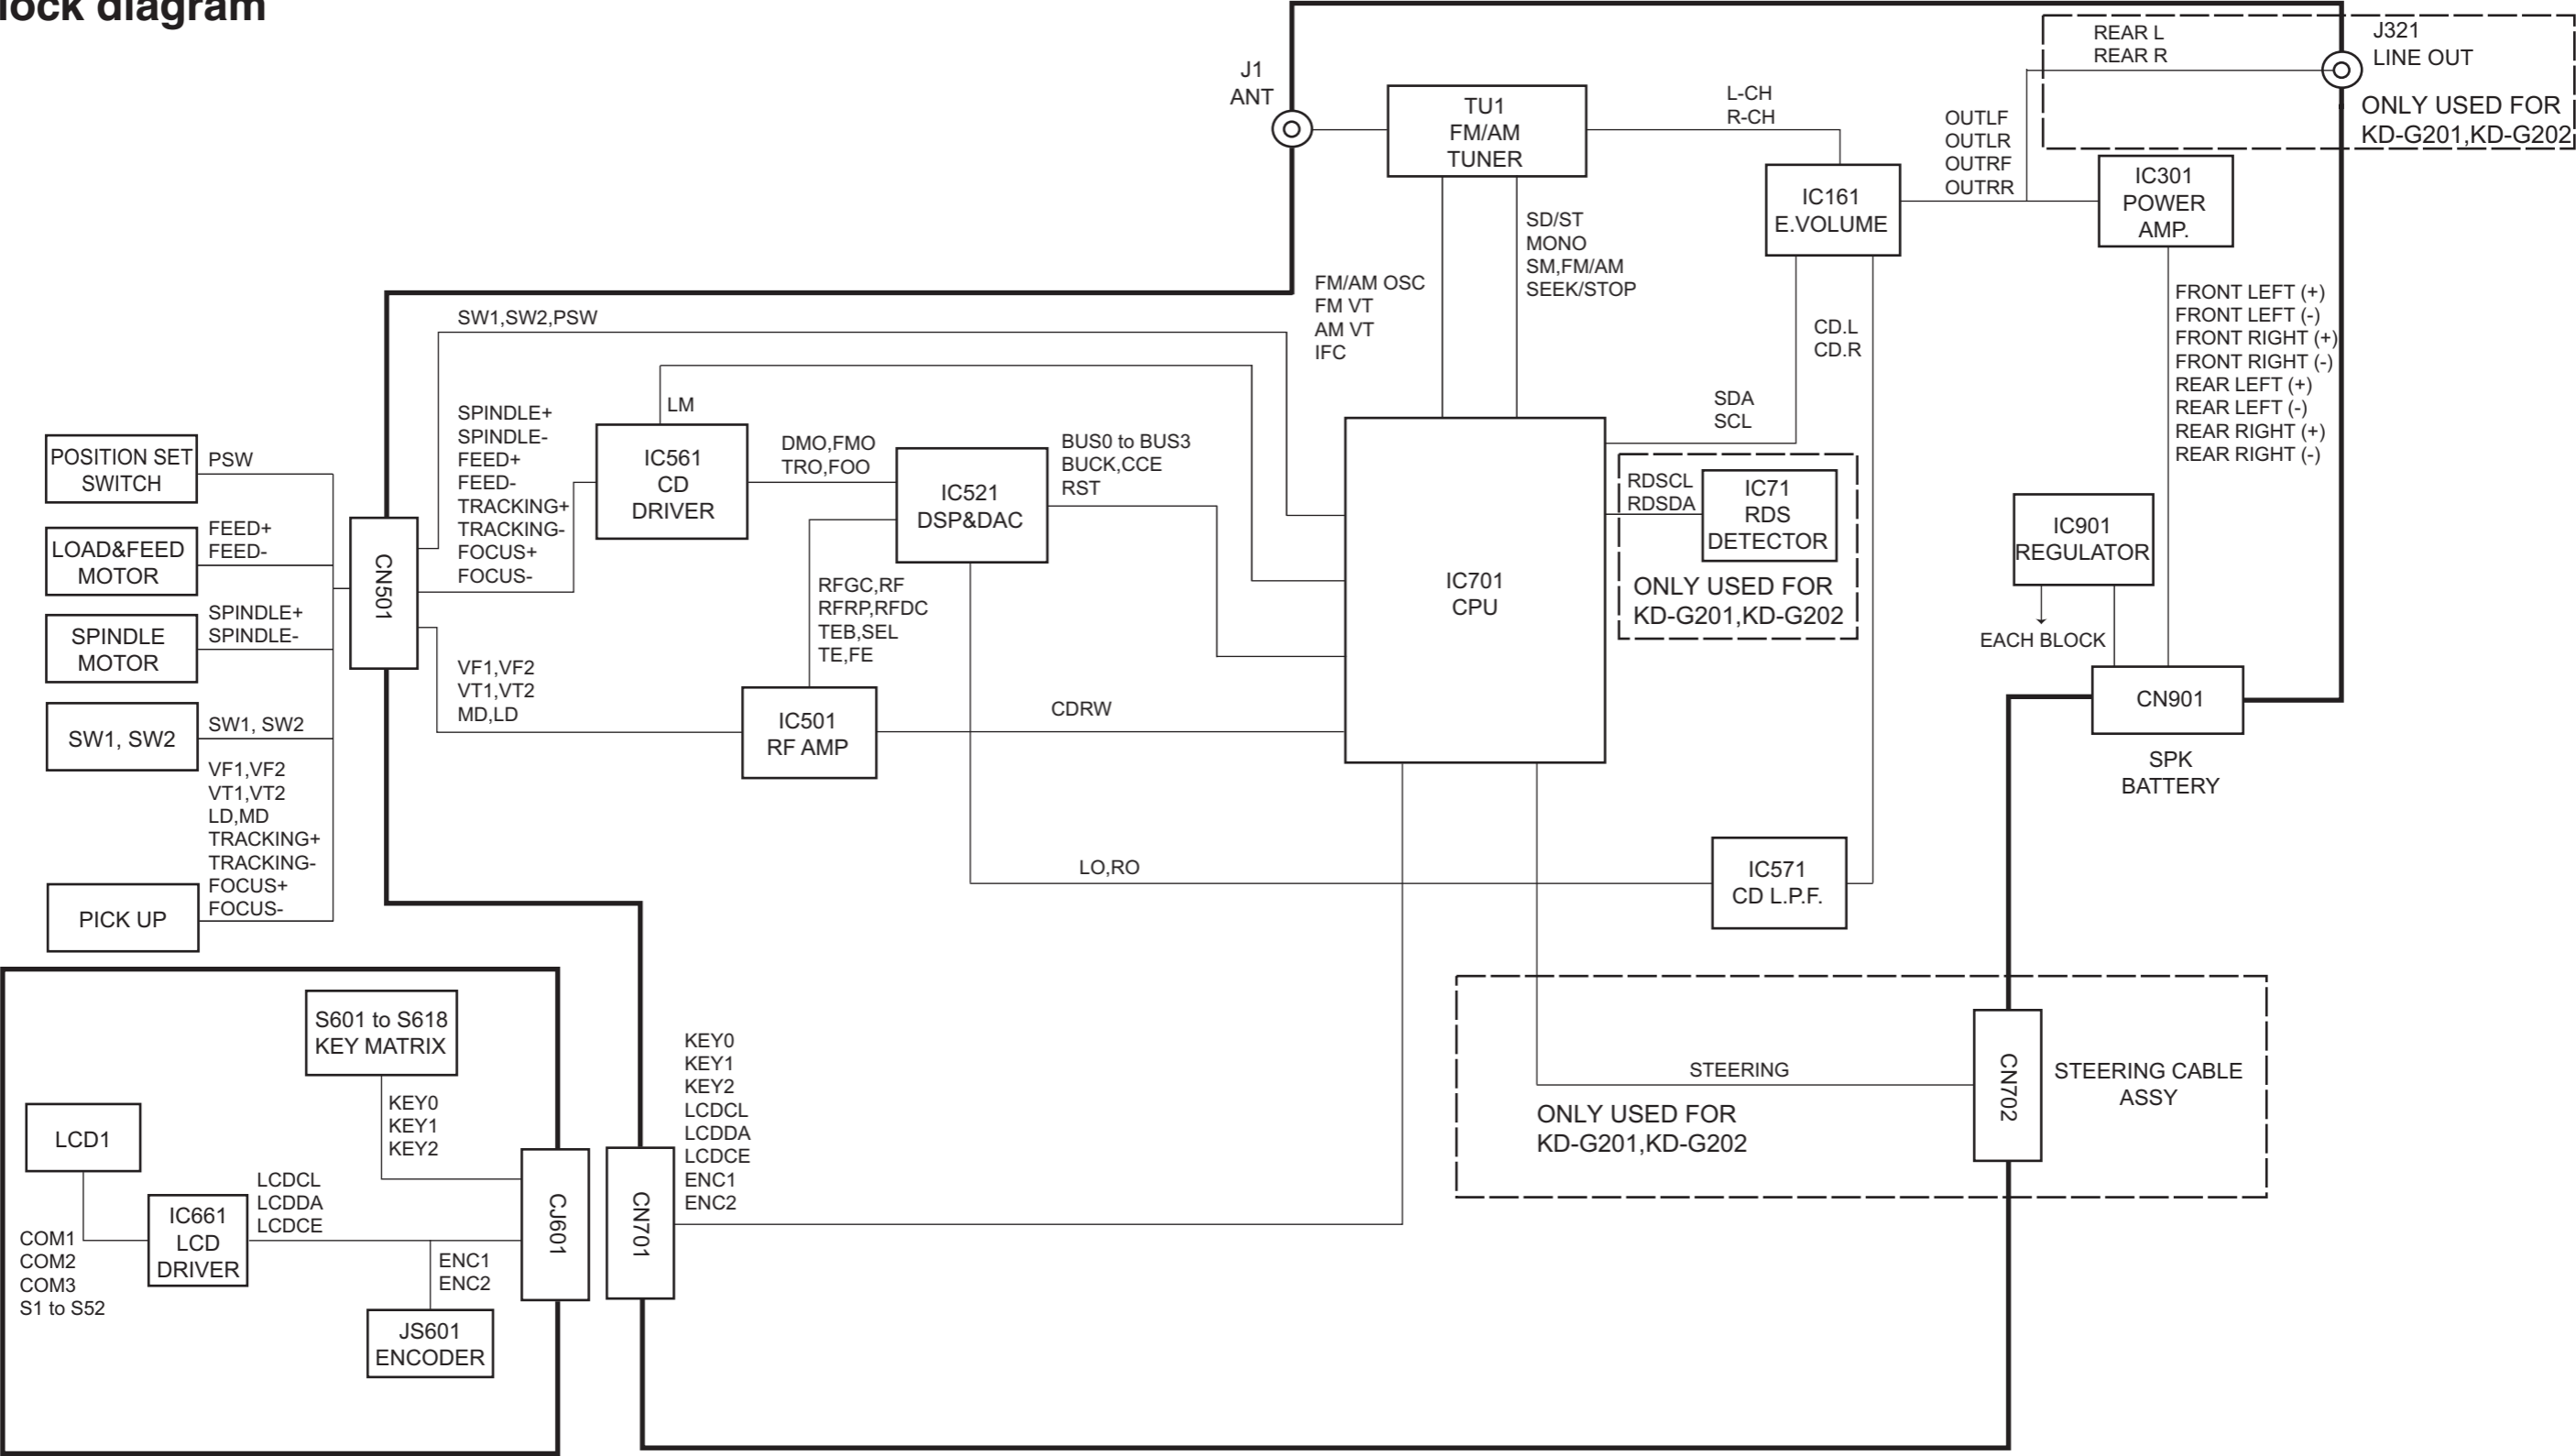 lock diagram
J1
ANT
TU1
FM/AM
TUNER
L-CH
R-CH
IC161
E.VOLUME
OUTLF
OUTLR
OUTRF
OUTRR
REAR L
REAR R
J321
LINE OUT
ONLY USED FOR
KD-G201,KD-G202
IC301
POWER
AMP.
FRONT LEFT (+)
FRONT LEFT (-)
FRONT RIGHT (+)
FRONT RIGHT (-)
REAR LEFT (+)
REAR LEFT (-)
REAR RIGHT (+)
REAR RIGHT (-)
FM/AM OSC
FM VT
AM VT
IFC
SD/ST
MONO
SM,FM/AM
SEEK/STOP
CD.L
CD.R
SDA
SCL
SW1,SW2,PSW
LM
SPINDLE+
SPINDLE-
FEED+
FEED-
TRACKING+
TRACKING-
FOCUS+
FOCUS-
IC561
CD
DRIVER
DMO,FMO
TRO,FOO
IC521
DSP&DAC
BUS0 to BUS3
BUCK,CCE
RST
IC701
CPU
RDSCL
RDSDA
IC71
RDS
DETECTOR
ONLY USED FOR
KD-G201,KD-G202
IC901
REGULATOR
EACH BLOCK
CN901
SPK
BATTERY
POSITION SET
SWITCH
PSW
LOAD&FEED
MOTOR
FEED+
FEED-
SPINDLE
MOTOR
SPINDLE+
SPINDLE-
SW1, SW2
SW1, SW2
VF1,VF2
VT1,VT2
LD,MD
TRACKING+
TRACKING-
FOCUS+
FOCUS-
PICK UP
CN501
VF1,VF2
VT1,VT2
MD,LD
RFGC,RF
RFRP,RFDC
TEB,SEL
TE,FE
IC501
RF AMP
CDRW
LO,RO
IC571
CD L.P.F.
S601 to S618
KEY MATRIX
KEY0
KEY1
KEY2
LCD1
COM1
COM2
COM3
S1 to S52
IC661
LCD
DRIVER
LCDCL
LCDDA
LCDCE
ENC1
ENC2
JS601
ENCODER
CJ601
CN701
KEY0
KEY1
KEY2
LCDCL
LCDDA
LCDCE
ENC1
ENC2
STEERING
ONLY USED FOR
KD-G201,KD-G202
CN702
STEERING CABLE
ASSY